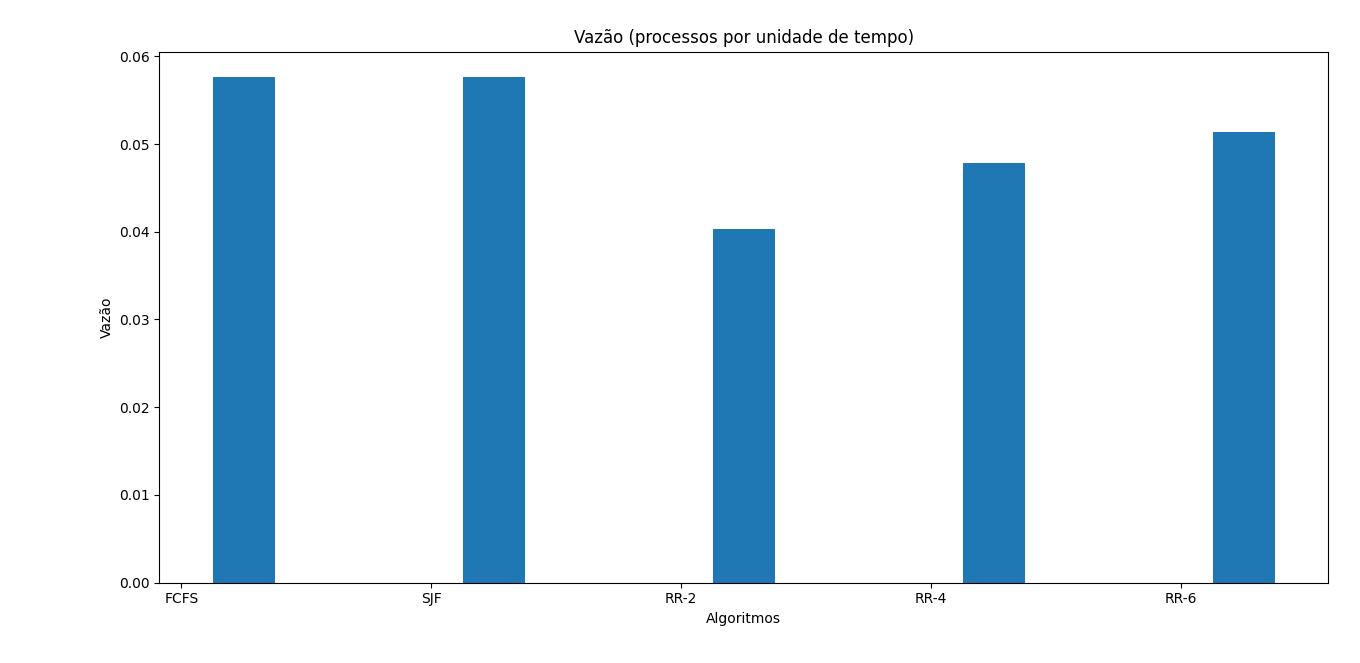 Vazão (processos por unidade de tempo)
0.06
0.05
0.04
0.03
0.02
0.01
0.00
Vazão
FCFS SJF RR-2 RR-4 RR-6
Algoritmos